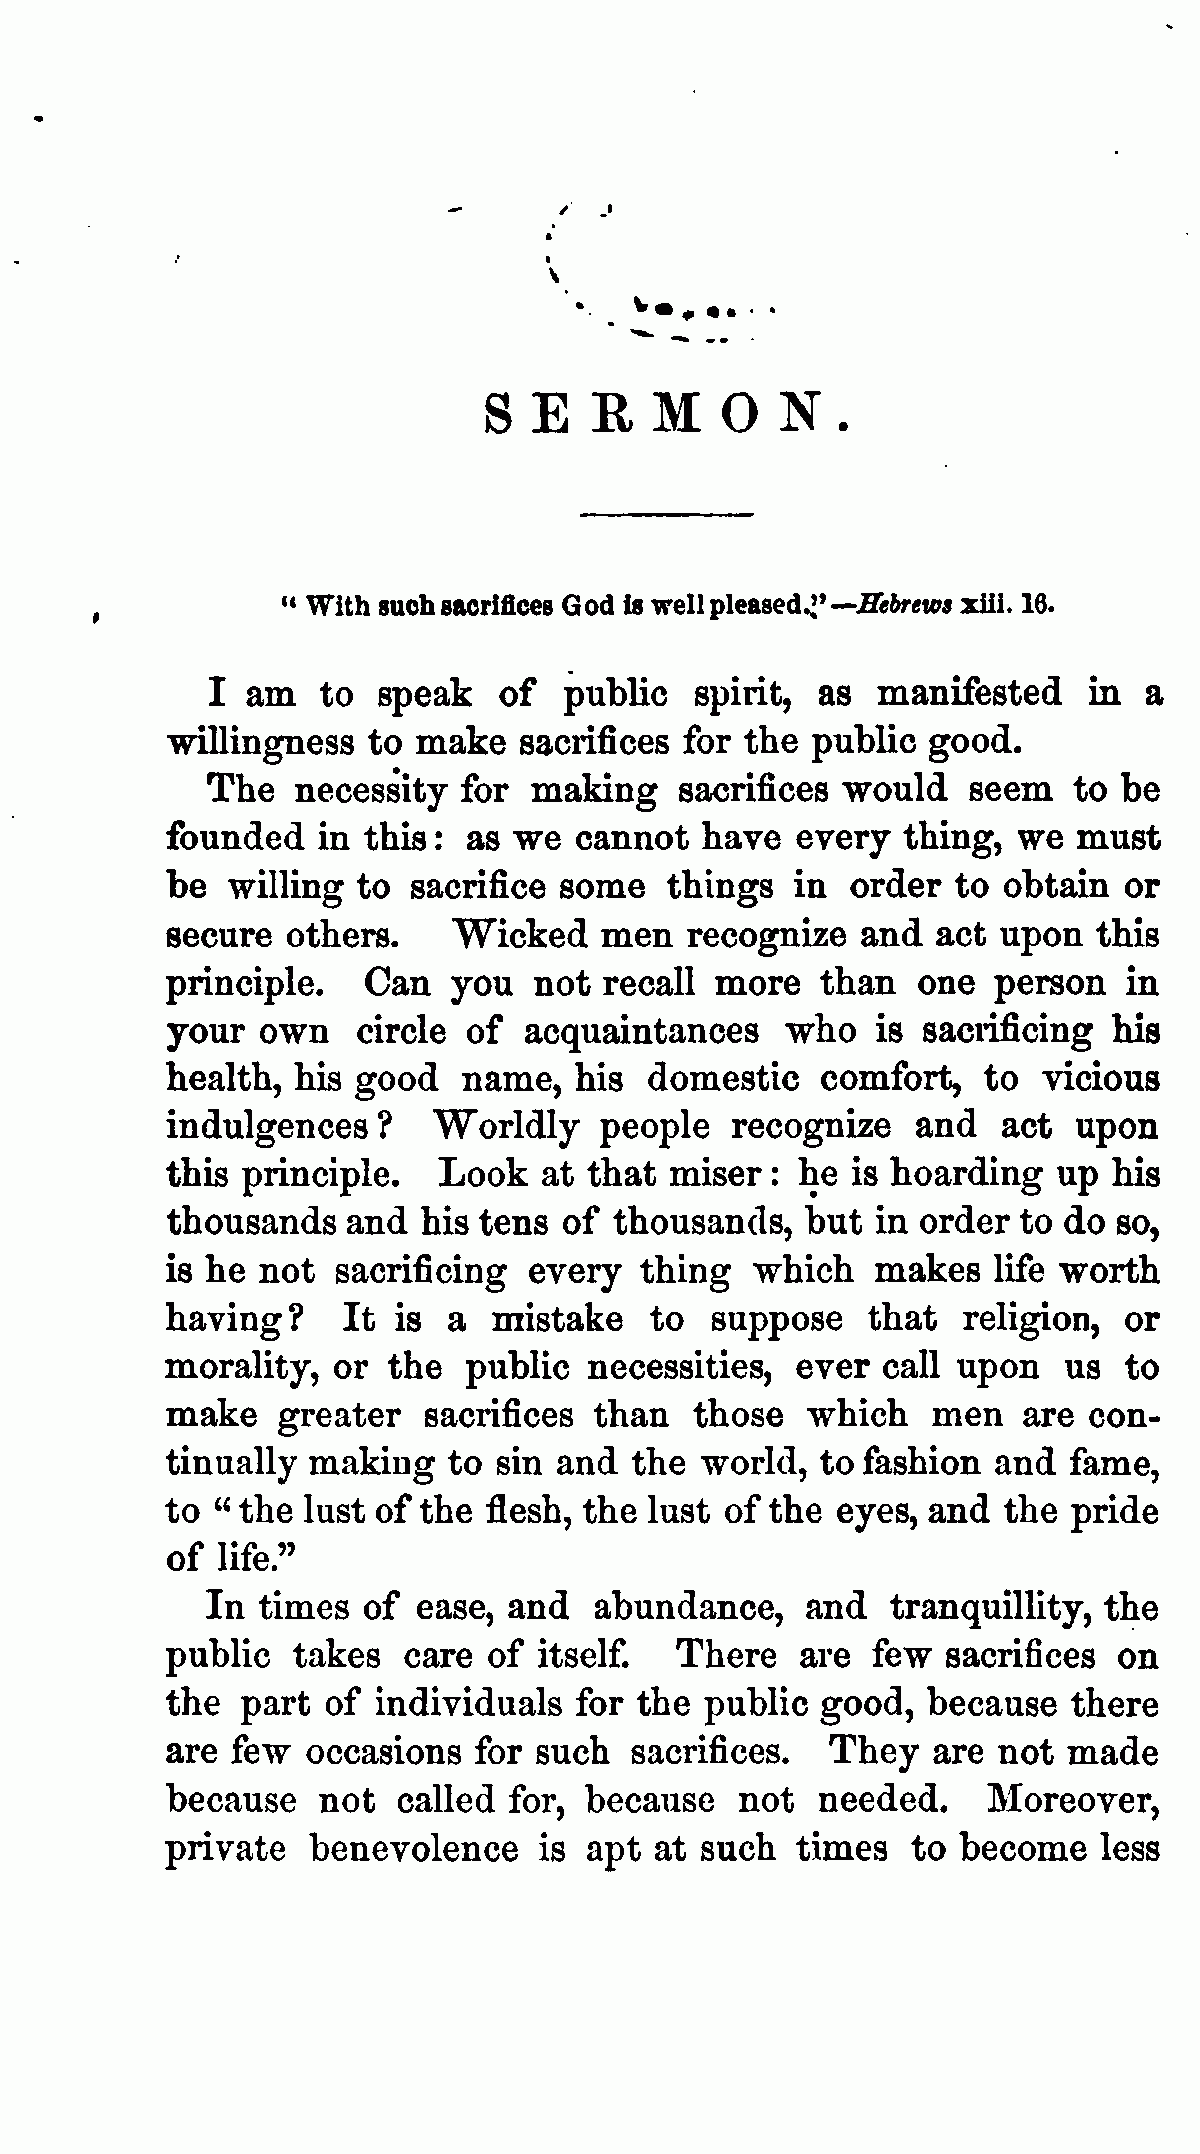 SERMON.
" With such sacrifices God is well pleased."—Hebrews xiii. 16.
I am to speak of public spirit, as manifested in a
willingness to make sacrifices for the public good.
The necessity for making sacrifices would seem to be
founded in this: as we cannot have every thing, we must
be willing to sacrifice some things in order to obtain or
secure others. Wicked men recognize and act upon this
principle. Can you not recall more than one person in
your own circle of acquaintances who is sacrificing his
health, his good name, his domestic comfort, to vicious
indulgences? Worldly people recognize and act upon
this principle. Look at that miser: he is hoarding up his
thousands and his tens of thousands, but in order to do so,
is he not sacrificing every thing which makes life worth
having? It is a mistake to suppose that religion, or
morality, or the public necessities, ever call upon us to
make greater sacrifices than those which men are con-
tinually making to sin and the world, to fashion and fame,
to "the lust of the flesh, the lust of the eyes, and the pride
of life."
In times of ease, and abundance, and tranquillity, the
public takes care of itself. There are few sacrifices on
the part of individuals for the public good, because there
are few occasions for such sacrifices. They are not made
because not called for, because not needed. Moreover,
private benevolence is apt at such times to become less